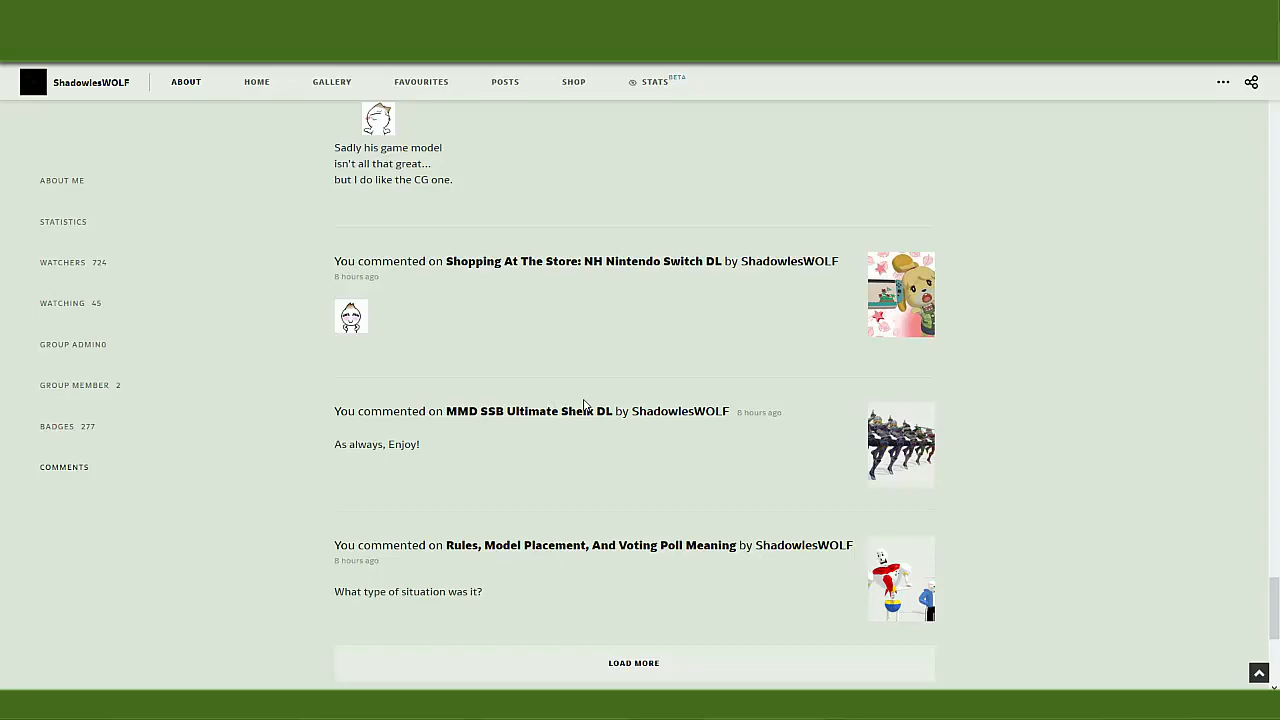 ShadowlesWOLF ABOUT HOME GALLERY FAVOURITES POSTS SHOP STATS BETA
Sadly his game model
isn't all that great...
but I do like the CG one.
ABOUT ME
STATISTICS
WATCHERS 724
WATCHING 45
GROUP ADMIN0
GROUP MEMBER 2
BADGES 277
COMMENTS
You commented on Shopping At The Store: NH Nintendo Switch DL by ShadowlesWOLF
8 hours ago
You commented on MMD SSB Ultimate Sheik DL by ShadowlesWOLF 8 hours ago
As always, Enjoy!
You commented on Rules, Model Placement, And Voting Poll Meaning by ShadowlesWOLF
8 hours ago
What type of situation was it?
LOAD MORE